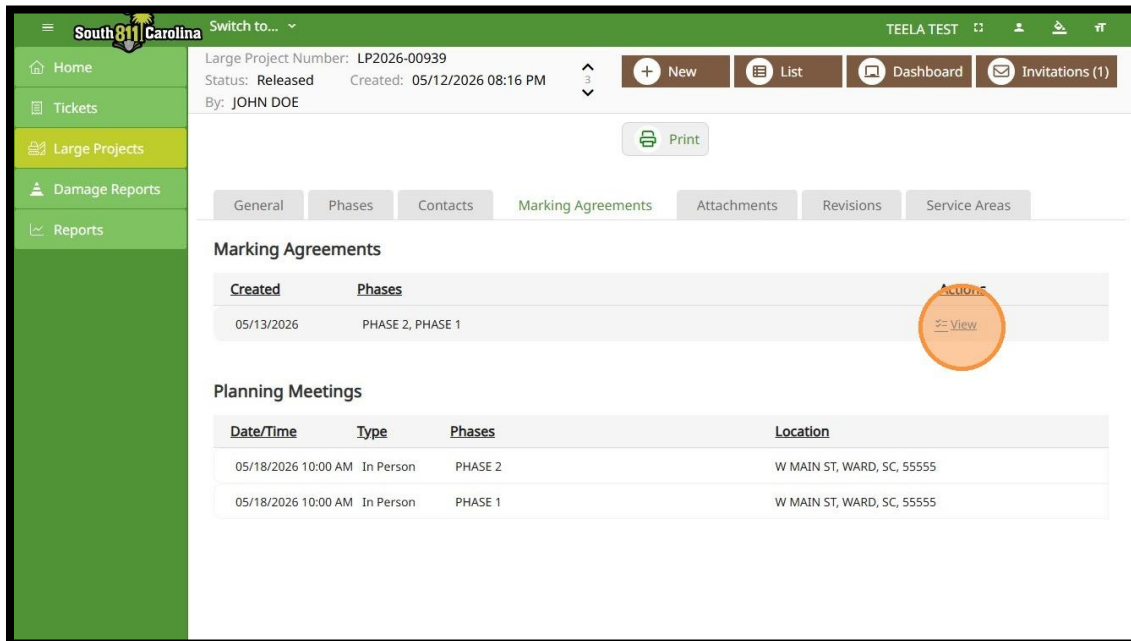 South 811 Carolina
Switch to...
TEELA TEST
Home
Tickets
Large Projects
Damage Reports
Reports
Large Project Number: LP2026-00939
Status: Released Created: 05/12/2026 08:16 PM
3
By: JOHN DOE
New
List
Dashboard
Invitations (1)
Print
General Phases Contacts Marking Agreements Attachments Revisions Service Areas
Marking Agreements
Created Phases Actions
05/13/2026 PHASE 2, PHASE 1 View
Planning Meetings
Date/Time Type Phases Location
05/18/2026 10:00 AM In Person PHASE 2 W MAIN ST, WARD, SC, 55555
05/18/2026 10:00 AM In Person PHASE 1 W MAIN ST, WARD, SC, 55555